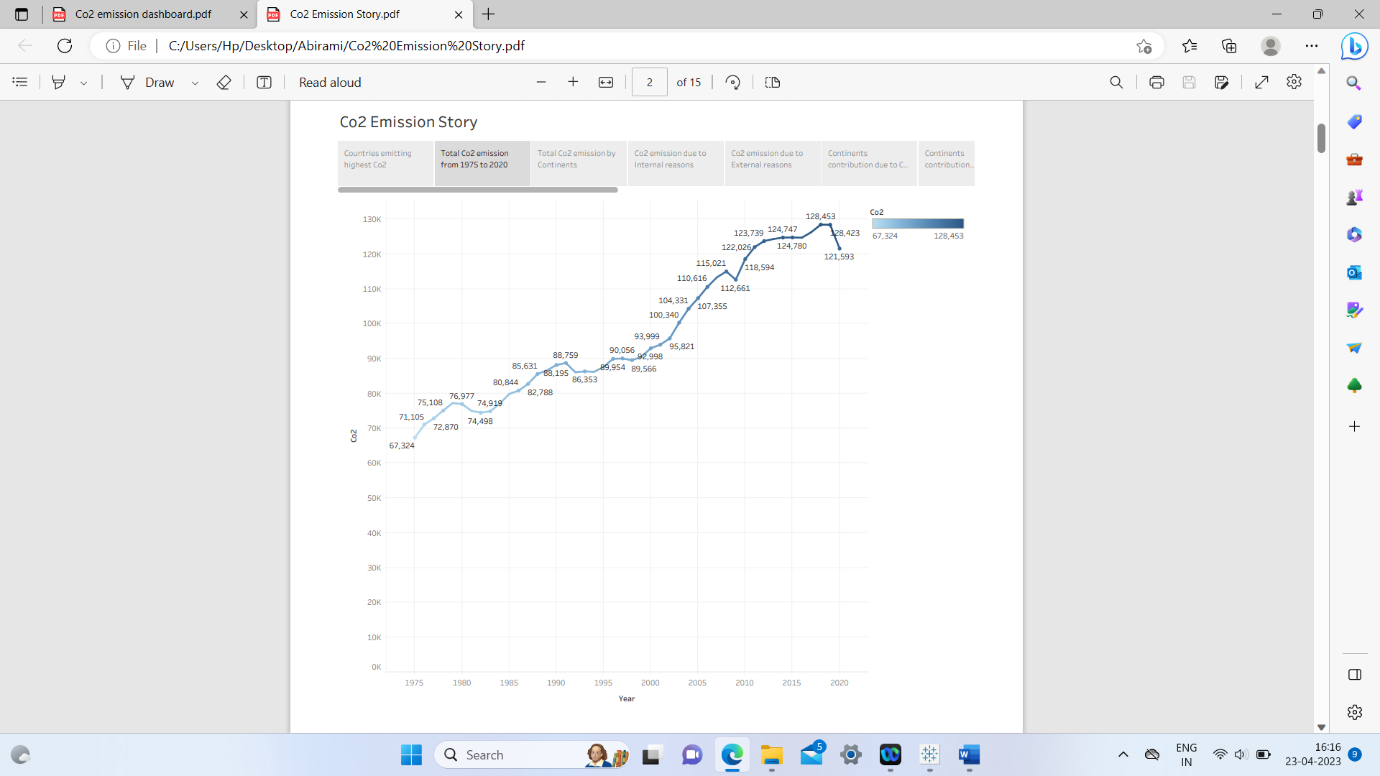 Co2 emission dashboard.pdf
Co2 Emission Story.pdf
File | C:/Users/Hp/Desktop/Abirami/Co2%20Emission%20Story.pdf
Draw
Read aloud
2 of 15
Co2 Emission Story
Countries emitting
highest Co2
Total Co2 emission
from 1975 to 2020
Total Co2 emission by
Continents
Co2 emission due to
Internal reasons
Co2 emission due to
External reasons
Continents
contribution due to C...
Continents
contribution..
130K
120K
110K
100K
90K
80K
70K
60K
50K
40K
30K
20K
10K
0K
Co2
67,324
71,105
72,870
75,108
76,977
74,498
74,919
80,844
82,788
85,631
88,195
88,759
86,353
89,954
90,056
89,566
92,998
93,999
95,821
100,340
104,331
107,355
110,616
115,021
112,661
118,594
122,026
123,739
124,747
124,780
128,453
128,423
121,593
1975 1980 1985 1990 1995 2000 2005 2010 2015 2020
Year
Co2
67,324 128,453
Search
5
W
ENG
IN
16:16
23-04-2023
9